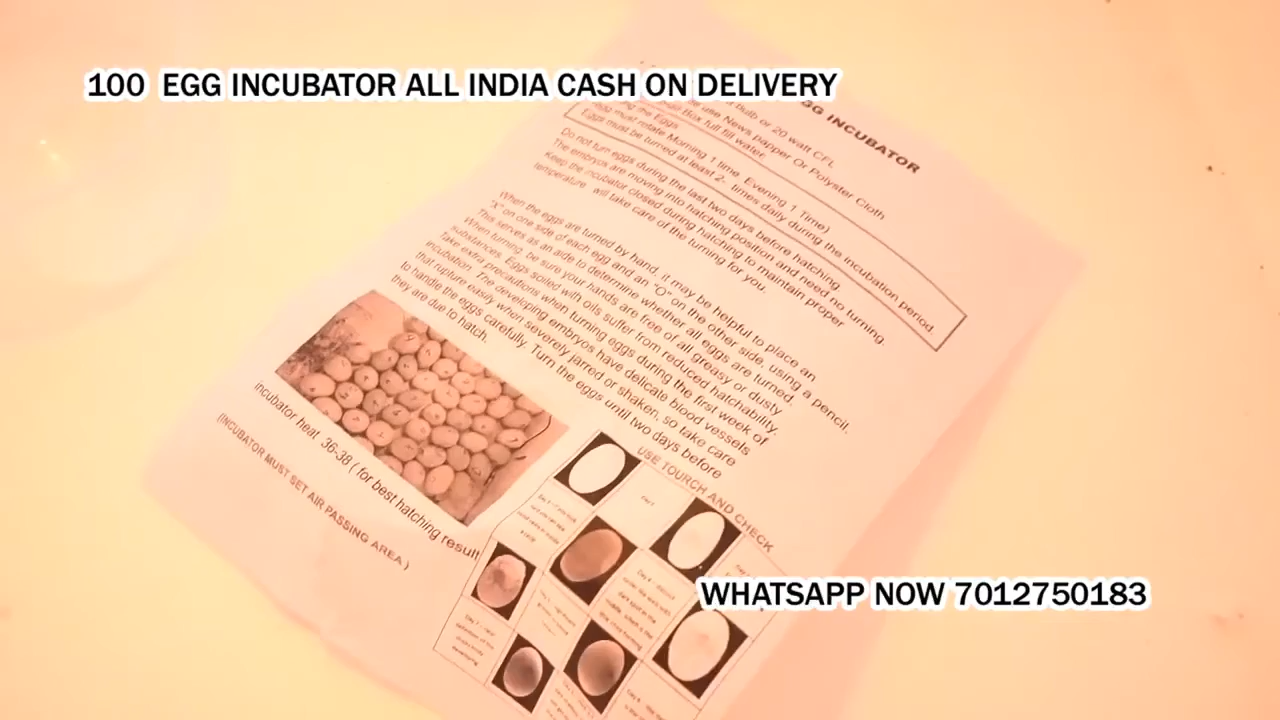 100 EGG INCUBATOR ALL INDIA CASH ON DELIVERY
GG INCUBATOR
Bulb or 20 watt CFL
use News papper Or Polyster Cloth
Box full fill water
the Eggs
must rotate Morning 1 time, Evening 1 Time)
Eggs must be turned at least 2- times daily during the incubation period.
Do not turn eggs during the last two days before hatching
The embryos are moving into hatching position and need no turning.
Keep the incubator closed during hatching to maintain proper
temperature will take care of the turning for you.
When the eggs are turned by hand, it may be helpful to place an
"X" on one side of each egg and an "O" on the other side, using a pencil.
This serves as an aide to determine whether all eggs are turned.
When turning, be sure your hands are free of all greasy or dusty
substances. Eggs soiled with oils suffer from reduced hatchability.
Take extra precautions when turning eggs during the first week of
incubation. The developing embryos have delicate blood vessels
that rupture easily when severely jarred or shaken, so take care
to handle the eggs carefully. Turn the eggs until two days before
they are due to hatch.
incubator heat 36-38 ( for best hatching result
(INCUBATOR MUST SET AIR PASSING AREA )
USE TOURCH AND CHECK
WHATSAPP NOW 7012750183